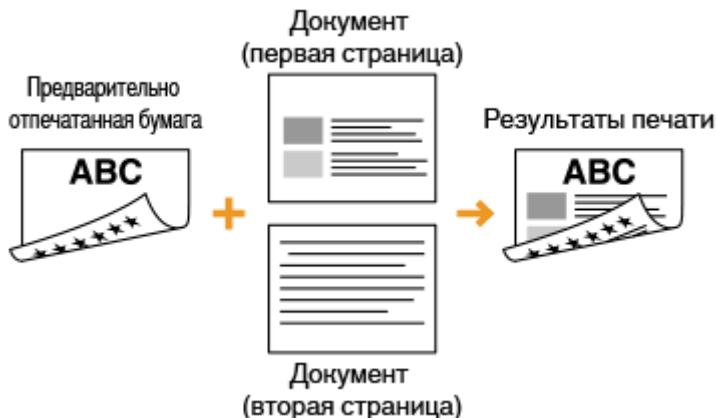 Документ
(первая страница)
Предварительно
отпечатанная бумага
ABC
Результаты печати
ABC
Документ
(вторая страница)